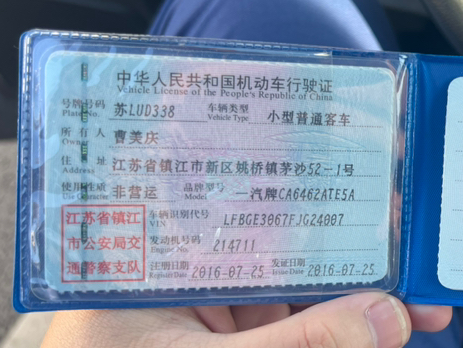 中华人民共和国机动车行驶证
Vehicle License of the People's Republic of China
号牌号码 苏LUD338 车辆类型 小型普通客车
Plate No. Vehicle Type
所有人 曹美庆
Owner
住址 江苏省镇江市新区姚桥镇茅沙52-1号
Address
使用性质 非营运 品牌型号 一汽牌CA6462ATE5A
Use Character Model
江苏省镇江
市公安局交
通警察支队
车辆识别代号 LFBGE3067FJG24007
VIN
发动机号码 214711
Engine No.
注册日期 2016-07-25 发证日期 2016-07-25
Register Date Issue Date